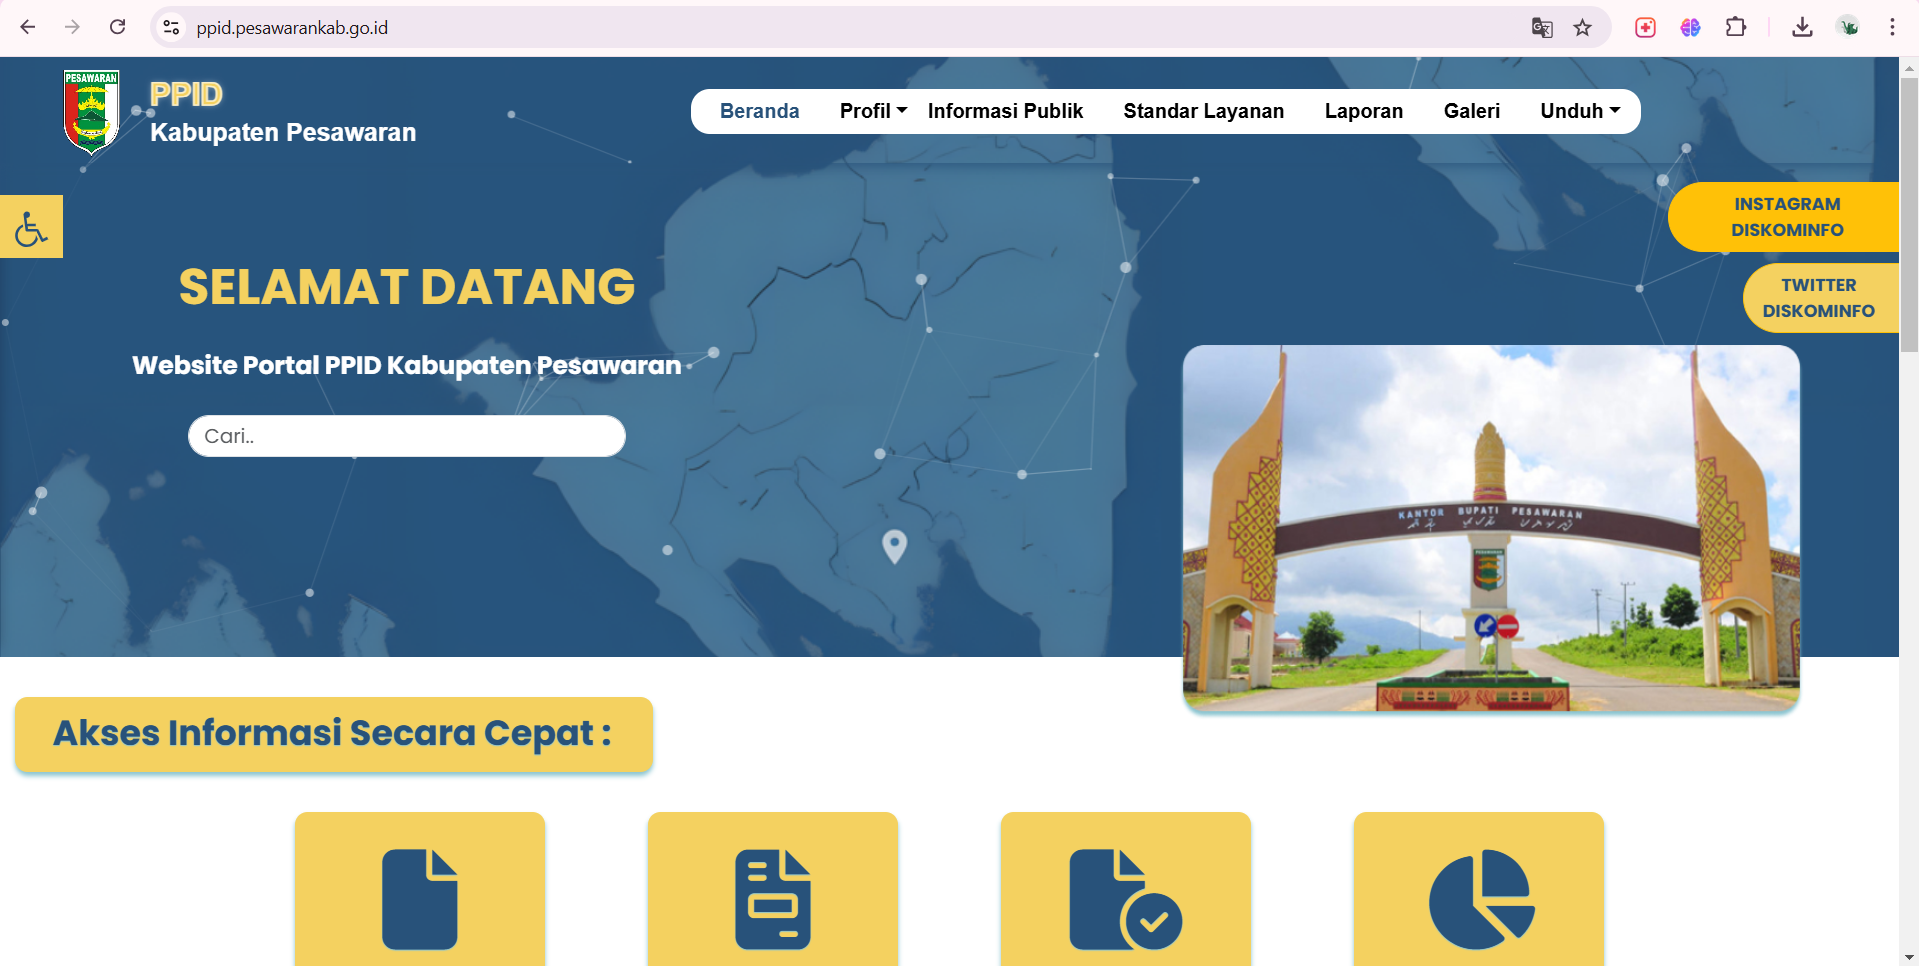 ppid.pesawarankab.go.id
PESAWARAN
PPID
Kabupaten Pesawaran
Beranda
Profil
Informasi Publik
Standar Layanan
Laporan
Galeri
Unduh
INSTAGRAM
DISKOMINFO
TWITTER
DISKOMINFO
SELAMAT DATANG
Website Portal PPID Kabupaten Pesawaran
Cari..
KANTOR BUPATI PESAWARAN
Akses Informasi Secara Cepat :